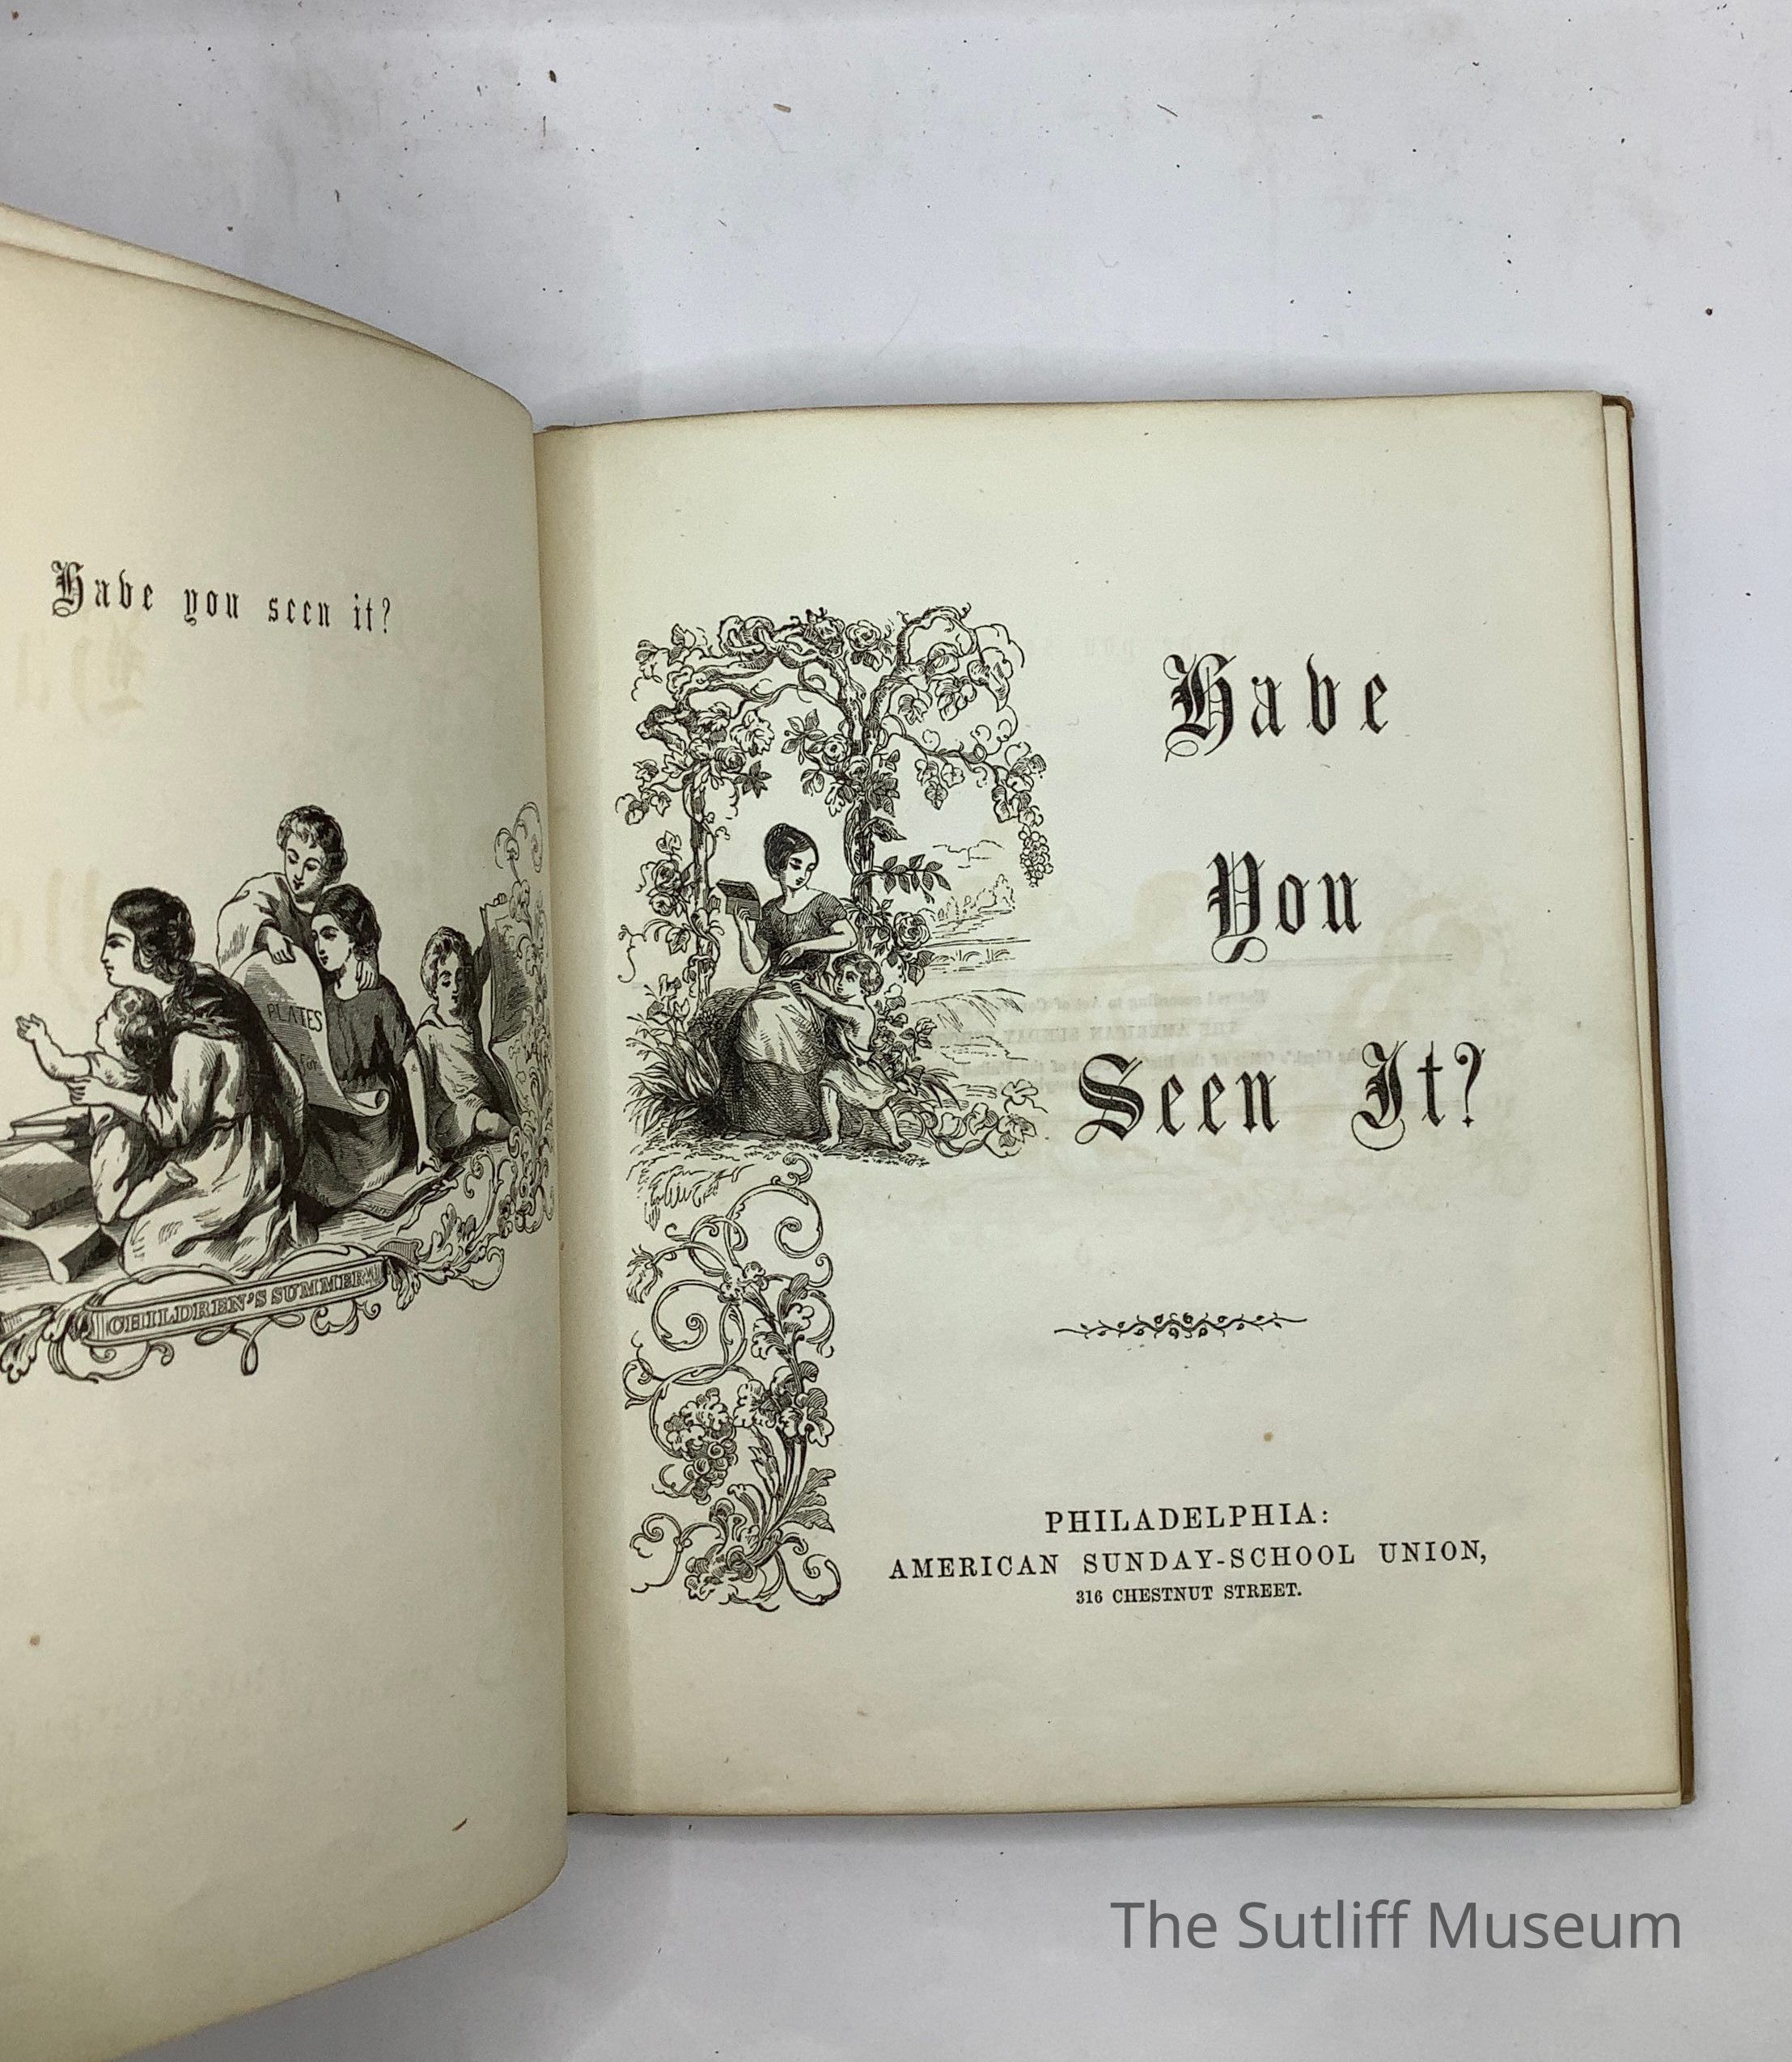 Have you seen it?
PLATES
For
CHILDREN'S SUMMER
Have
You
Seen It?
PHILADELPHIA:
AMERICAN SUNDAY-SCHOOL UNION,
316 CHESTNUT STREET.
The Sutliff Museum